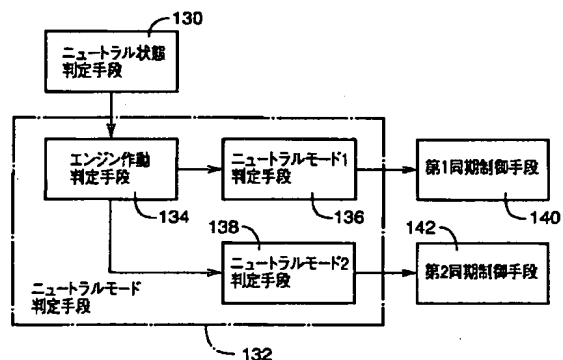 130
ニュートラル状態
判定手段
エンジン作動
判定手段
134
ニュートラルモード1
判定手段
136
第1同期制御手段
140
138
ニュートラルモード2
判定手段
142
第2同期制御手段
ニュートラルモード
判定手段
132